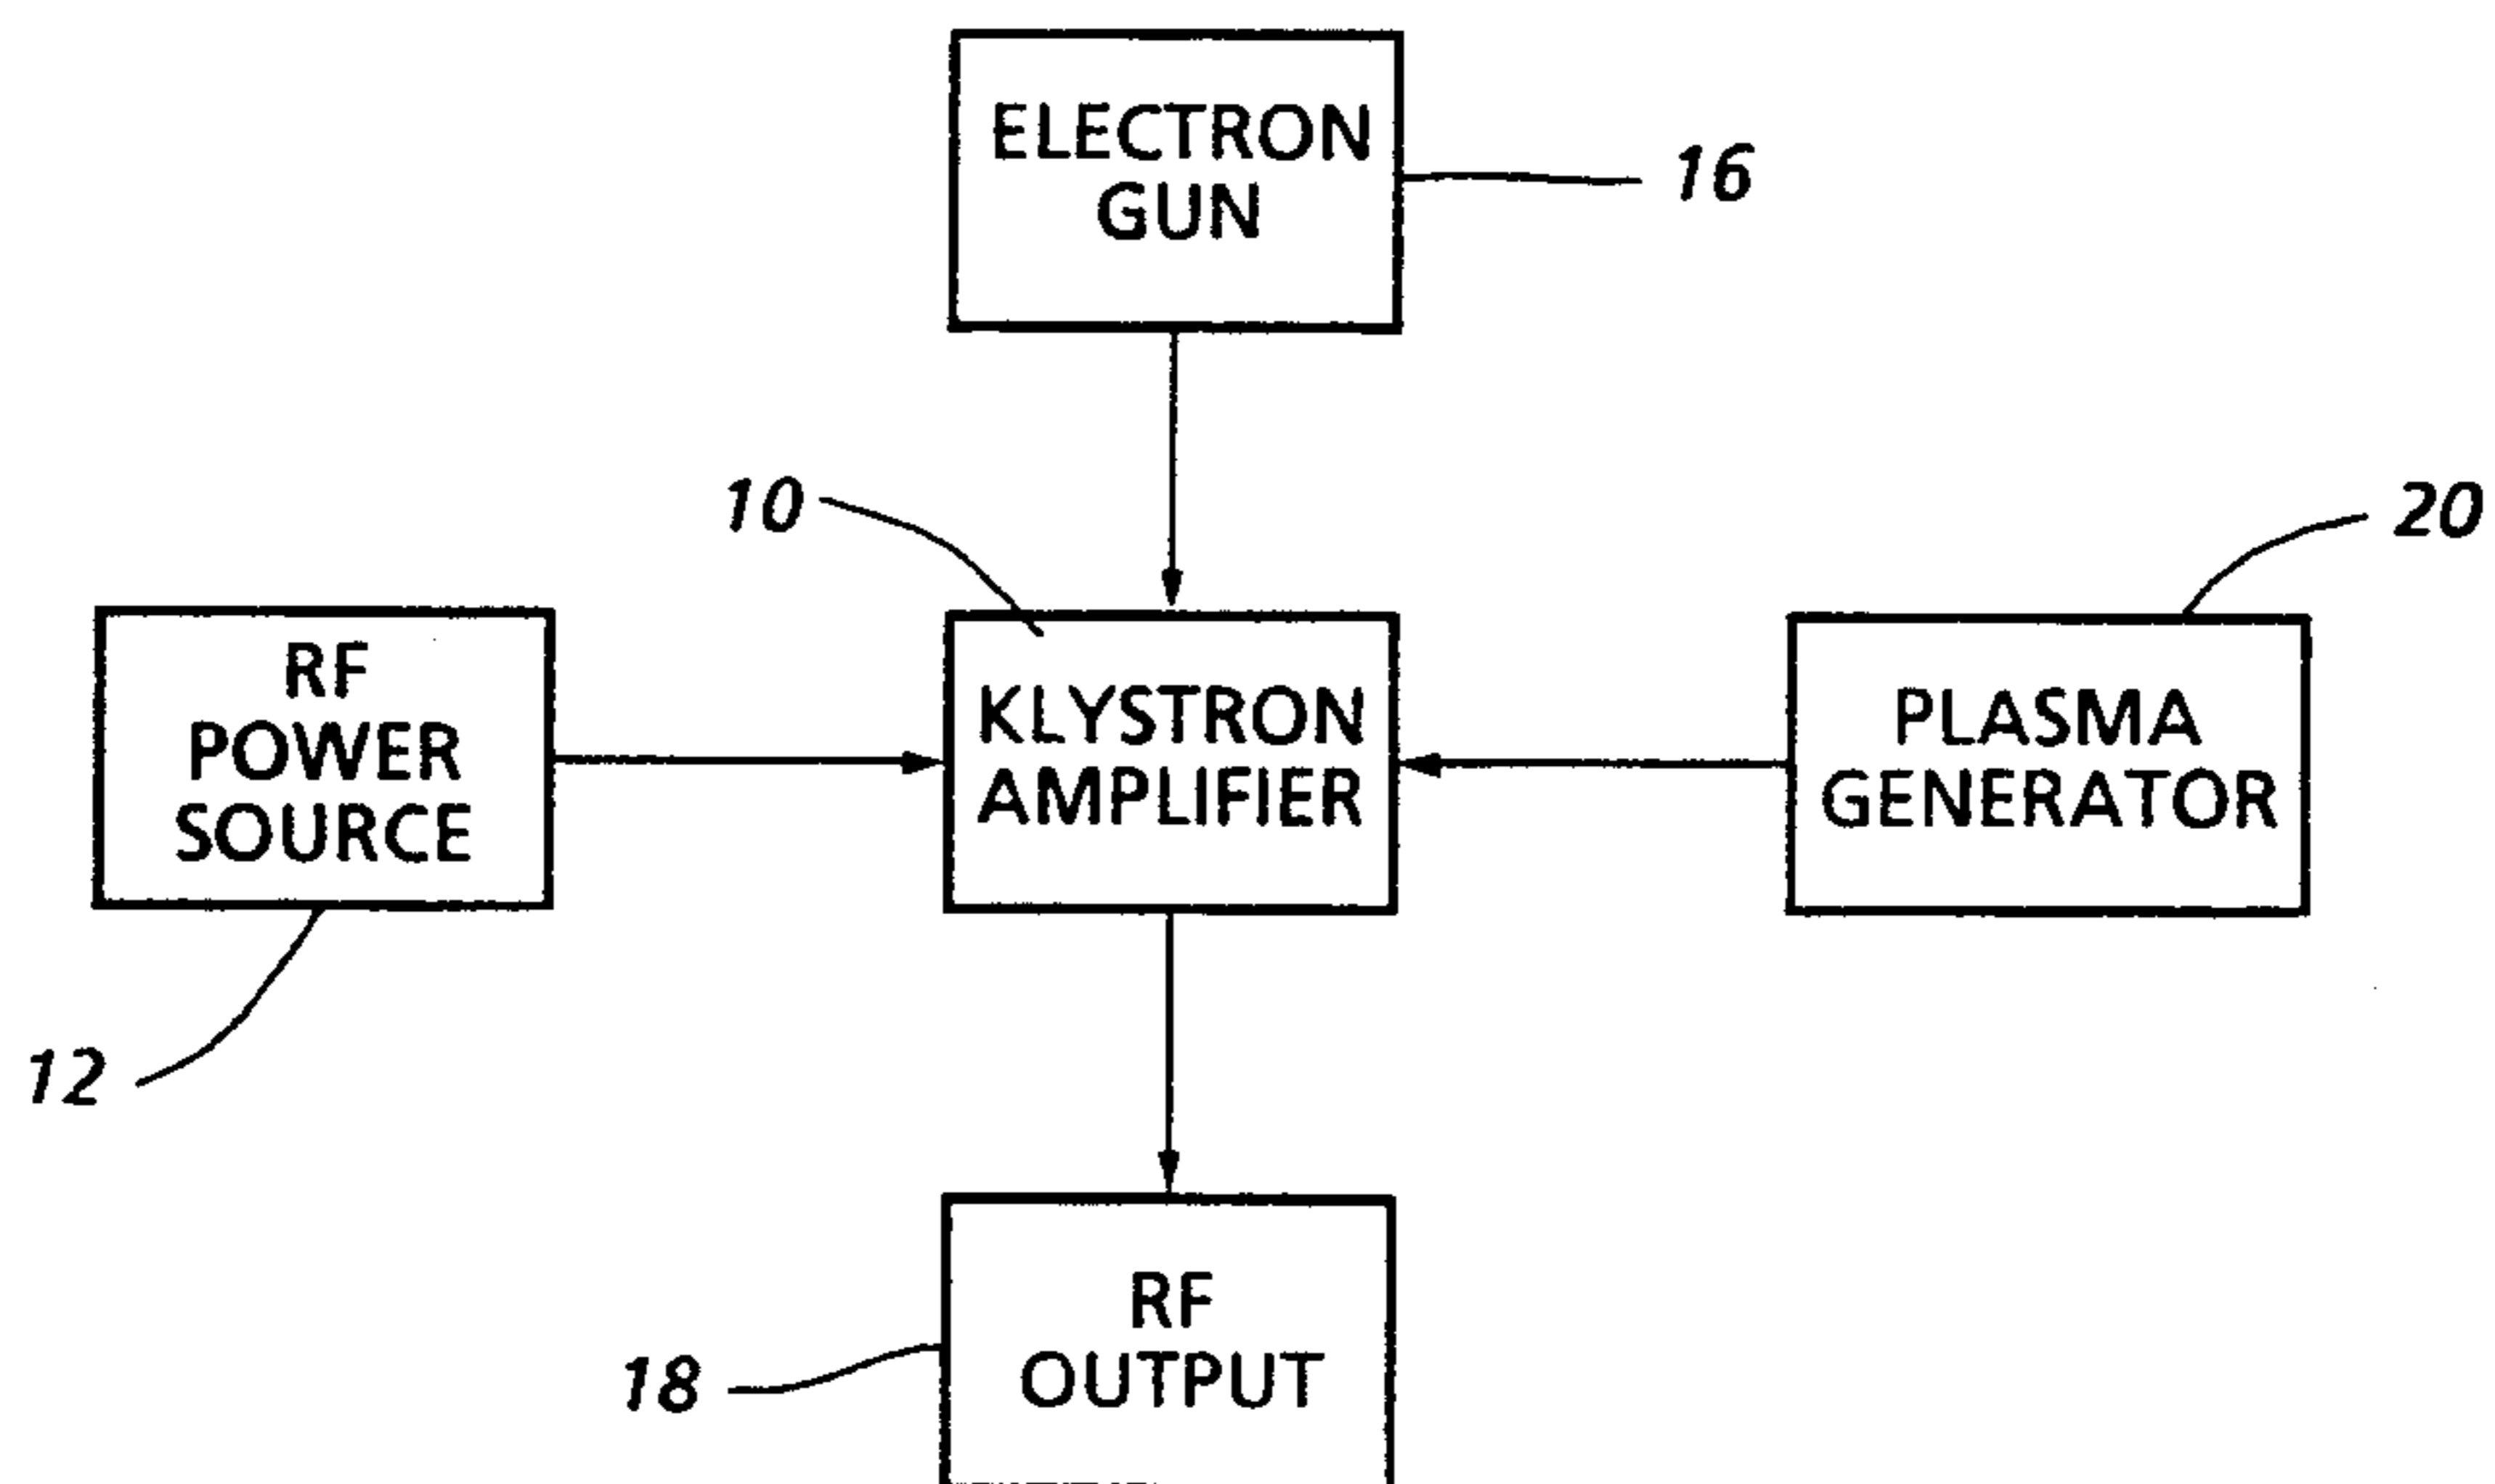 ELECTRON
GUN
16
10
20
RF
POWER
SOURCE
KLYSTRON
AMPLIFIER
PLASMA
GENERATOR
12
RF
OUTPUT
18